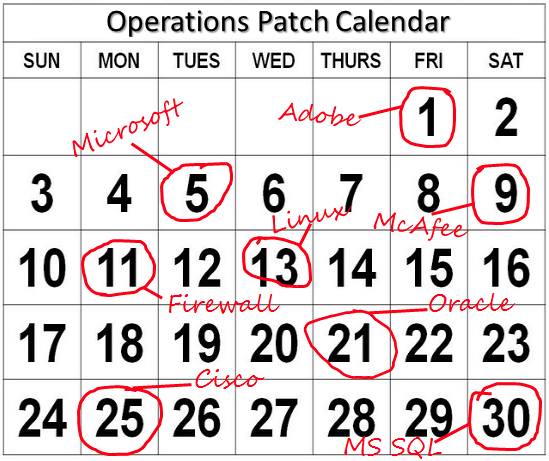 Operations Patch Calendar
SUN MON TUES WED THURS FRI SAT
Adobe 1 2
Microsoft
3 4 5 6 7 8 9
Linux McAfee
10 11 12 13 14 15 16
Firewall Oracle
17 18 19 20 21 22 23
Cisco
24 25 26 27 28 29 30
MS SQL